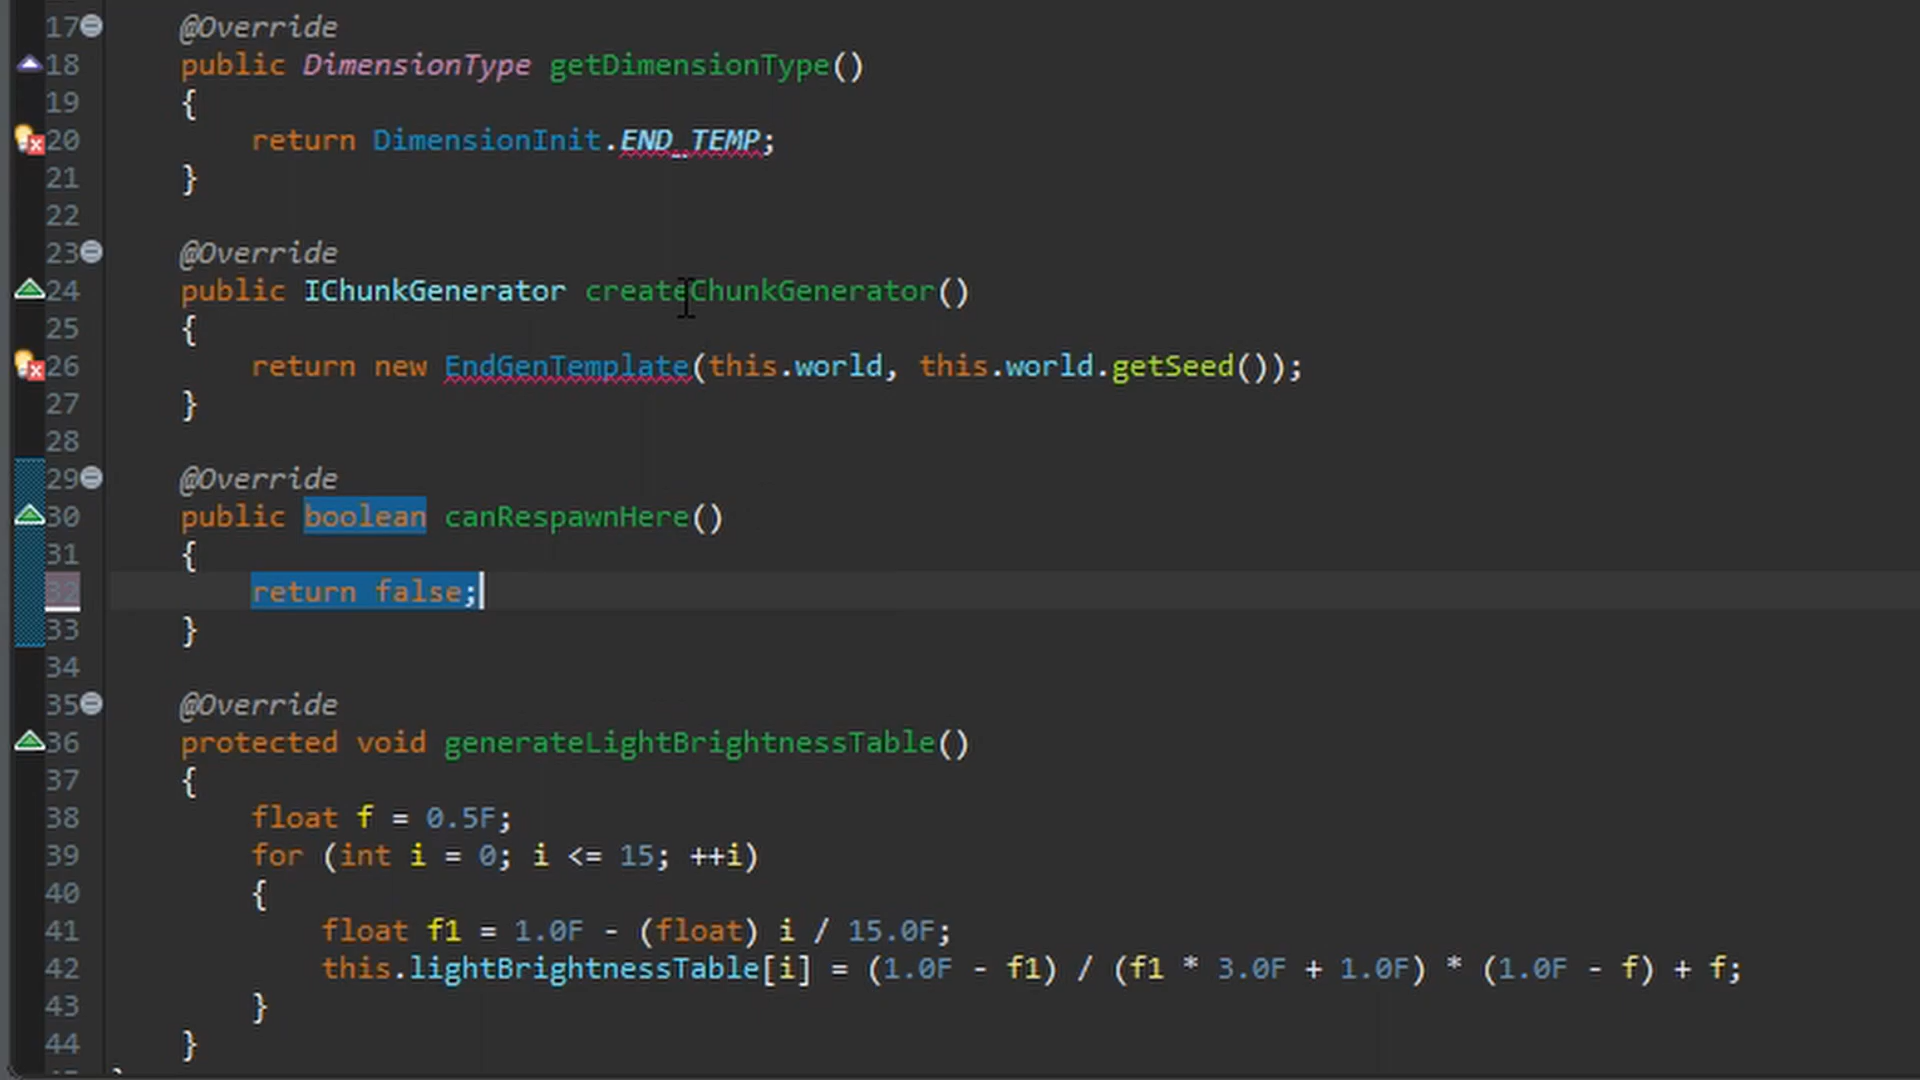 17 @Override
18 public DimensionType getDimensionType()
19 {
20 return DimensionInit.END_TEMP;
21 }
22
23 @Override
24 public IChunkGenerator createChunkGenerator()
25 {
26 return new EndGenTemplate(this.world, this.world.getSeed());
27 }
28
29 @Override
30 public boolean canRespawnHere()
31 {
32 return false;
33 }
34
35 @Override
36 protected void generateLightBrightnessTable()
37 {
38 float f = 0.5F;
39 for (int i = 0; i <= 15; ++i)
40 {
41 float f1 = 1.0F - (float) i / 15.0F;
42 this.lightBrightnessTable[i] = (1.0F - f1) / (f1 * 3.0F + 1.0F) * (1.0F - f) + f;
43 }
44 }